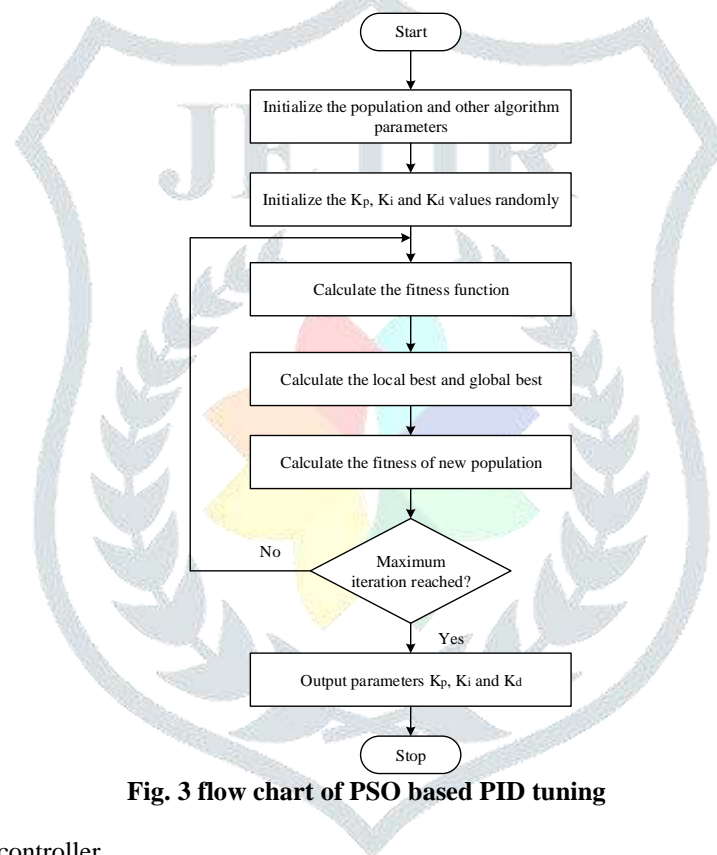 Start
JETIR
Initialize the population and other algorithm
parameters
Initialize the Kp, Ki and Kd values randomly
Calculate the fitness function
Calculate the local best and global best
Calculate the fitness of new population
No
Maximum
iteration reached?
Yes
Output parameters Kp, Ki and Kd
Stop
Fig. 3 flow chart of PSO based PID tuning
controller